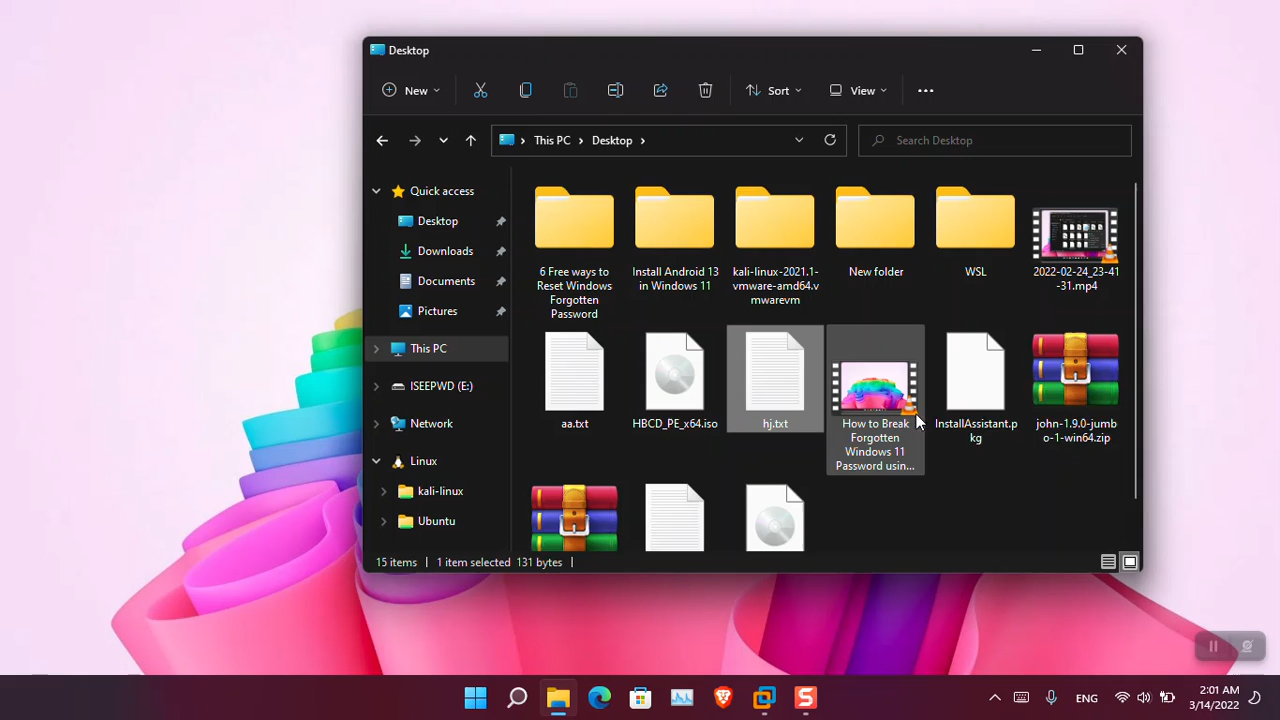 Desktop
New
Sort
View
This PC
Desktop
Search Desktop
Quick access
Desktop
Downloads
Documents
Pictures
This PC
ISEEPWD (E:)
Network
Linux
kali-linux
Ubuntu
6 Free ways to
Reset Windows
Forgotten
Password
Install Android 13
in Windows 11
kali-linux-2021.1-
vmware-amd64.v
mwarevm
New folder
WSL
2022-02-24_23-41
-31.mp4
aa.txt
HBCD_PE_x64.iso
hj.txt
How to Break
Forgotten
Windows 11
Password usin...
InstallAssistant.p
kg
john-1.9.0-jumb
o-1-win64.zip
15 items
1 item selected 131 bytes
ENG
2:01 AM
3/14/2022